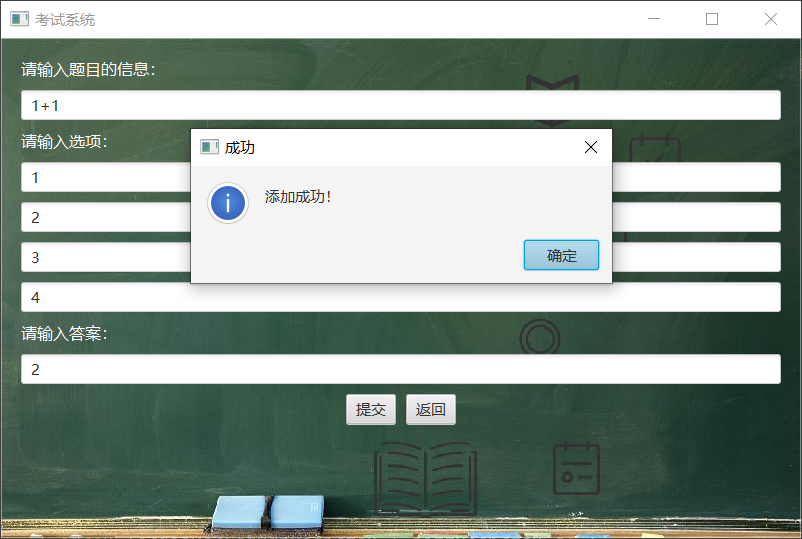 考试系统
请输入题目的信息：
1+1
请输入选项：
1
2
3
4
成功
添加成功！
确定
请输入答案：
2
提交 返回